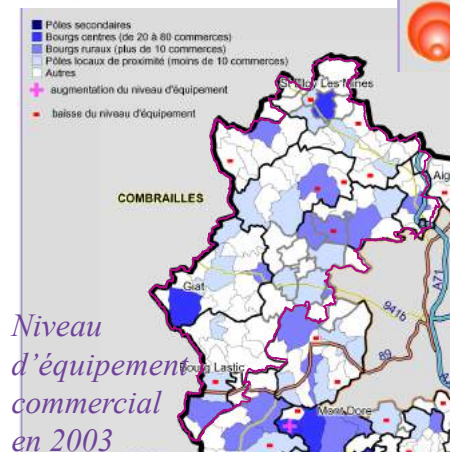 Pôles secondaires
Bourgs centres (de 20 à 80 commerces)
Bourgs ruraux (plus de 10 commerces)
Pôles locaux de proximité (moins de 10 commerces)
Autres
augmentation du niveau d'équipement
baisse du niveau d'équipement
St Eloy Les Mines
Aig
COMBRAILLES
A71
Giat
941b
Niveau
d'équipement
commercial
en 2003
89
Bourg Lastic
Mont Dore